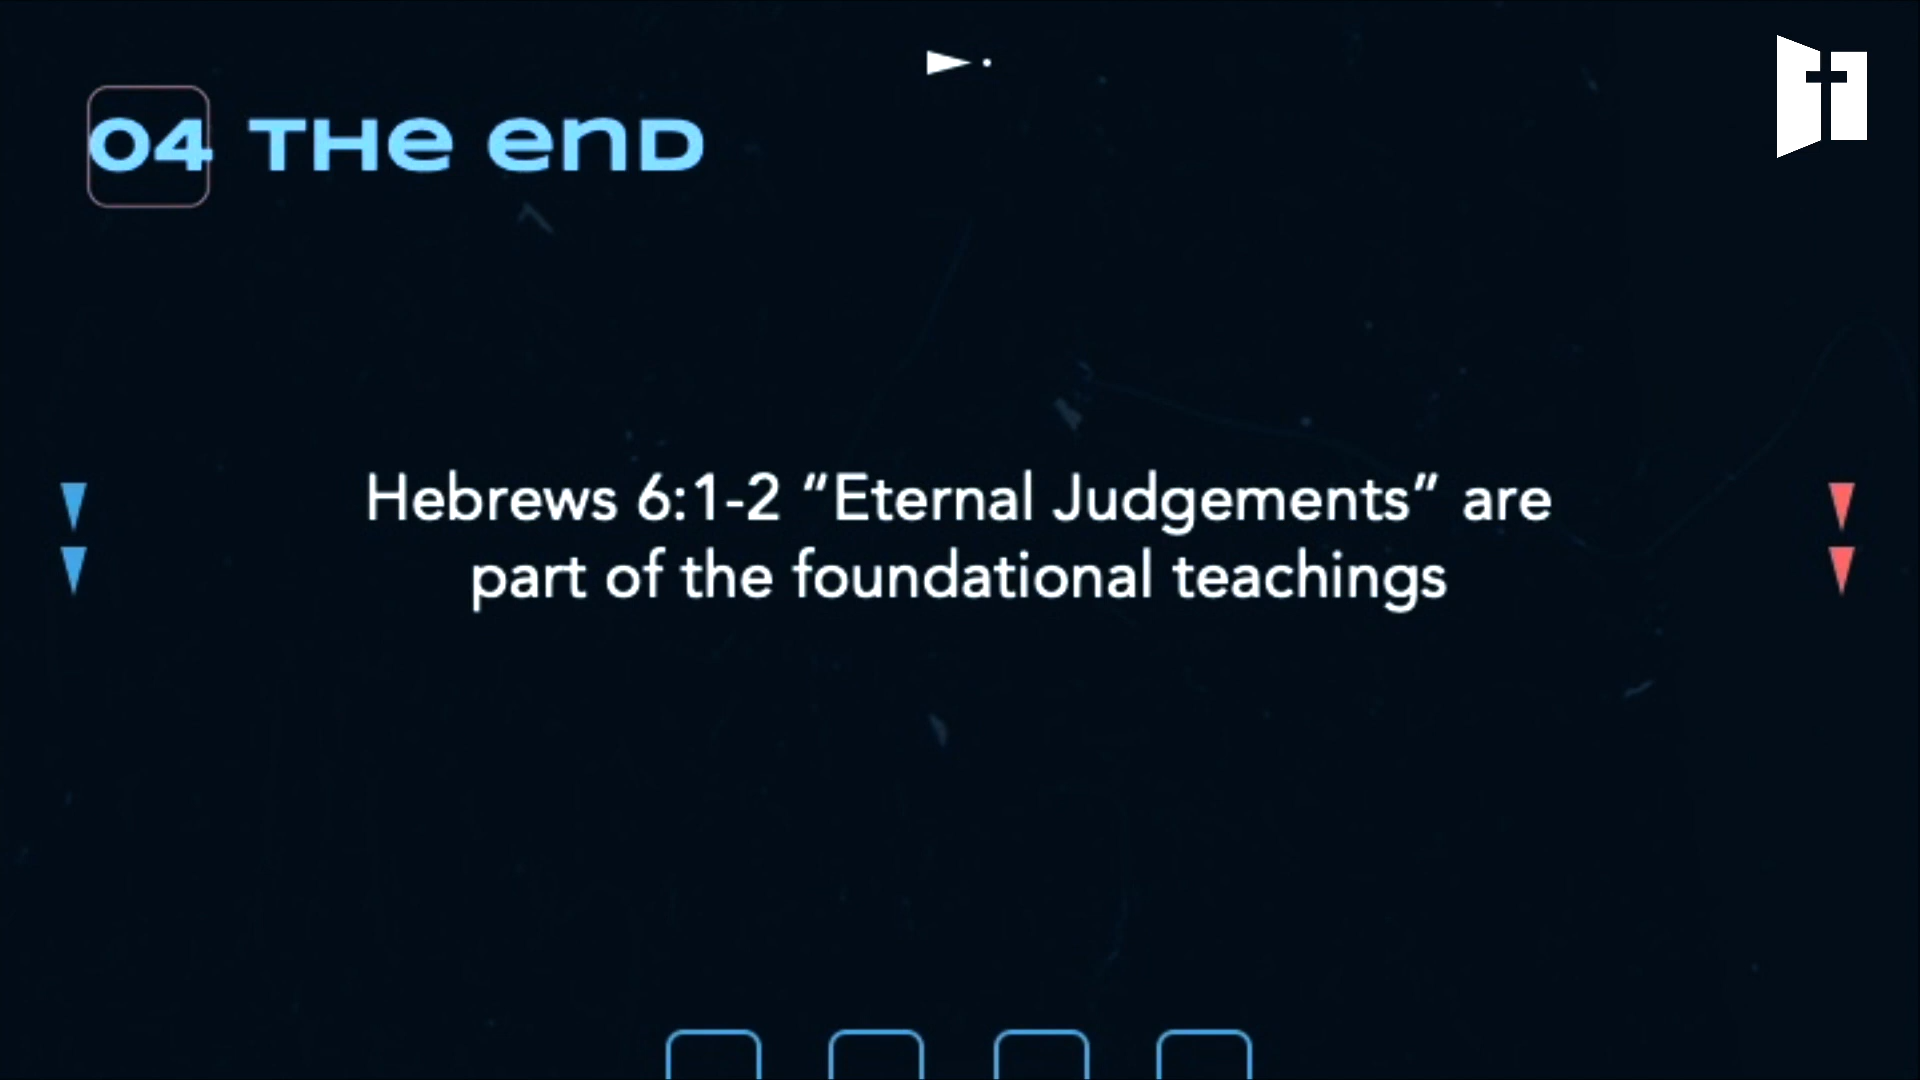 04 THe enD
Hebrews 6:1-2 “Eternal Judgements” are
part of the foundational teachings